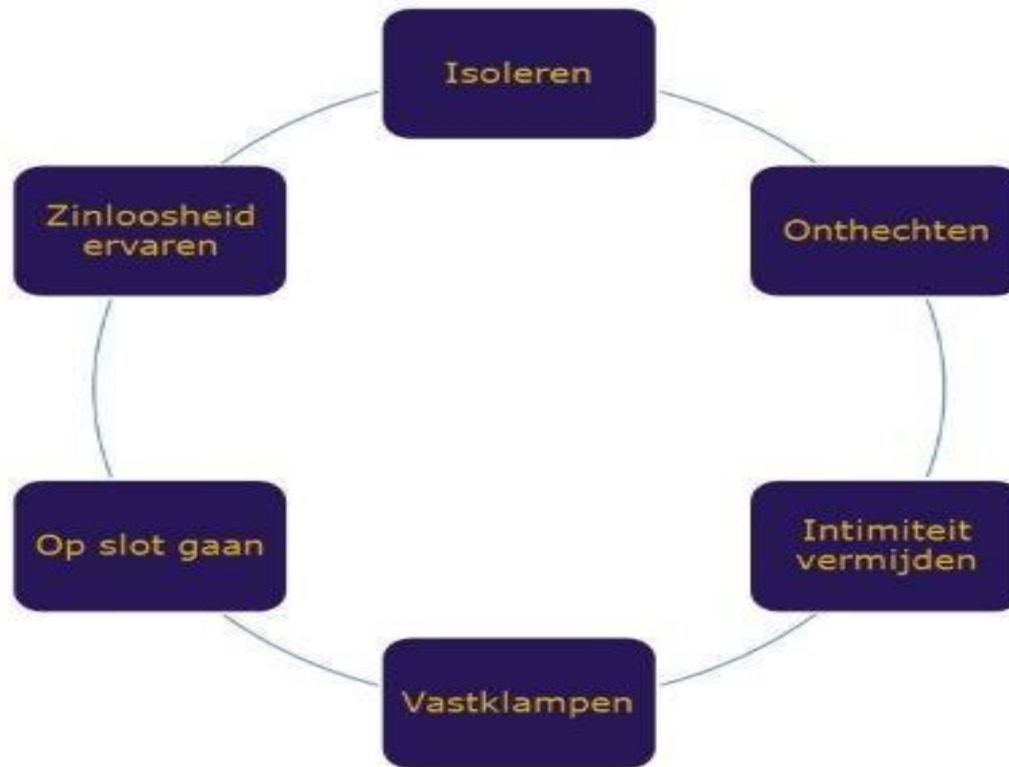 Isoleren
Onthechten
Intimiteit
vermijden
Vastklampen
Op slot gaan
Zinloosheid
ervaren